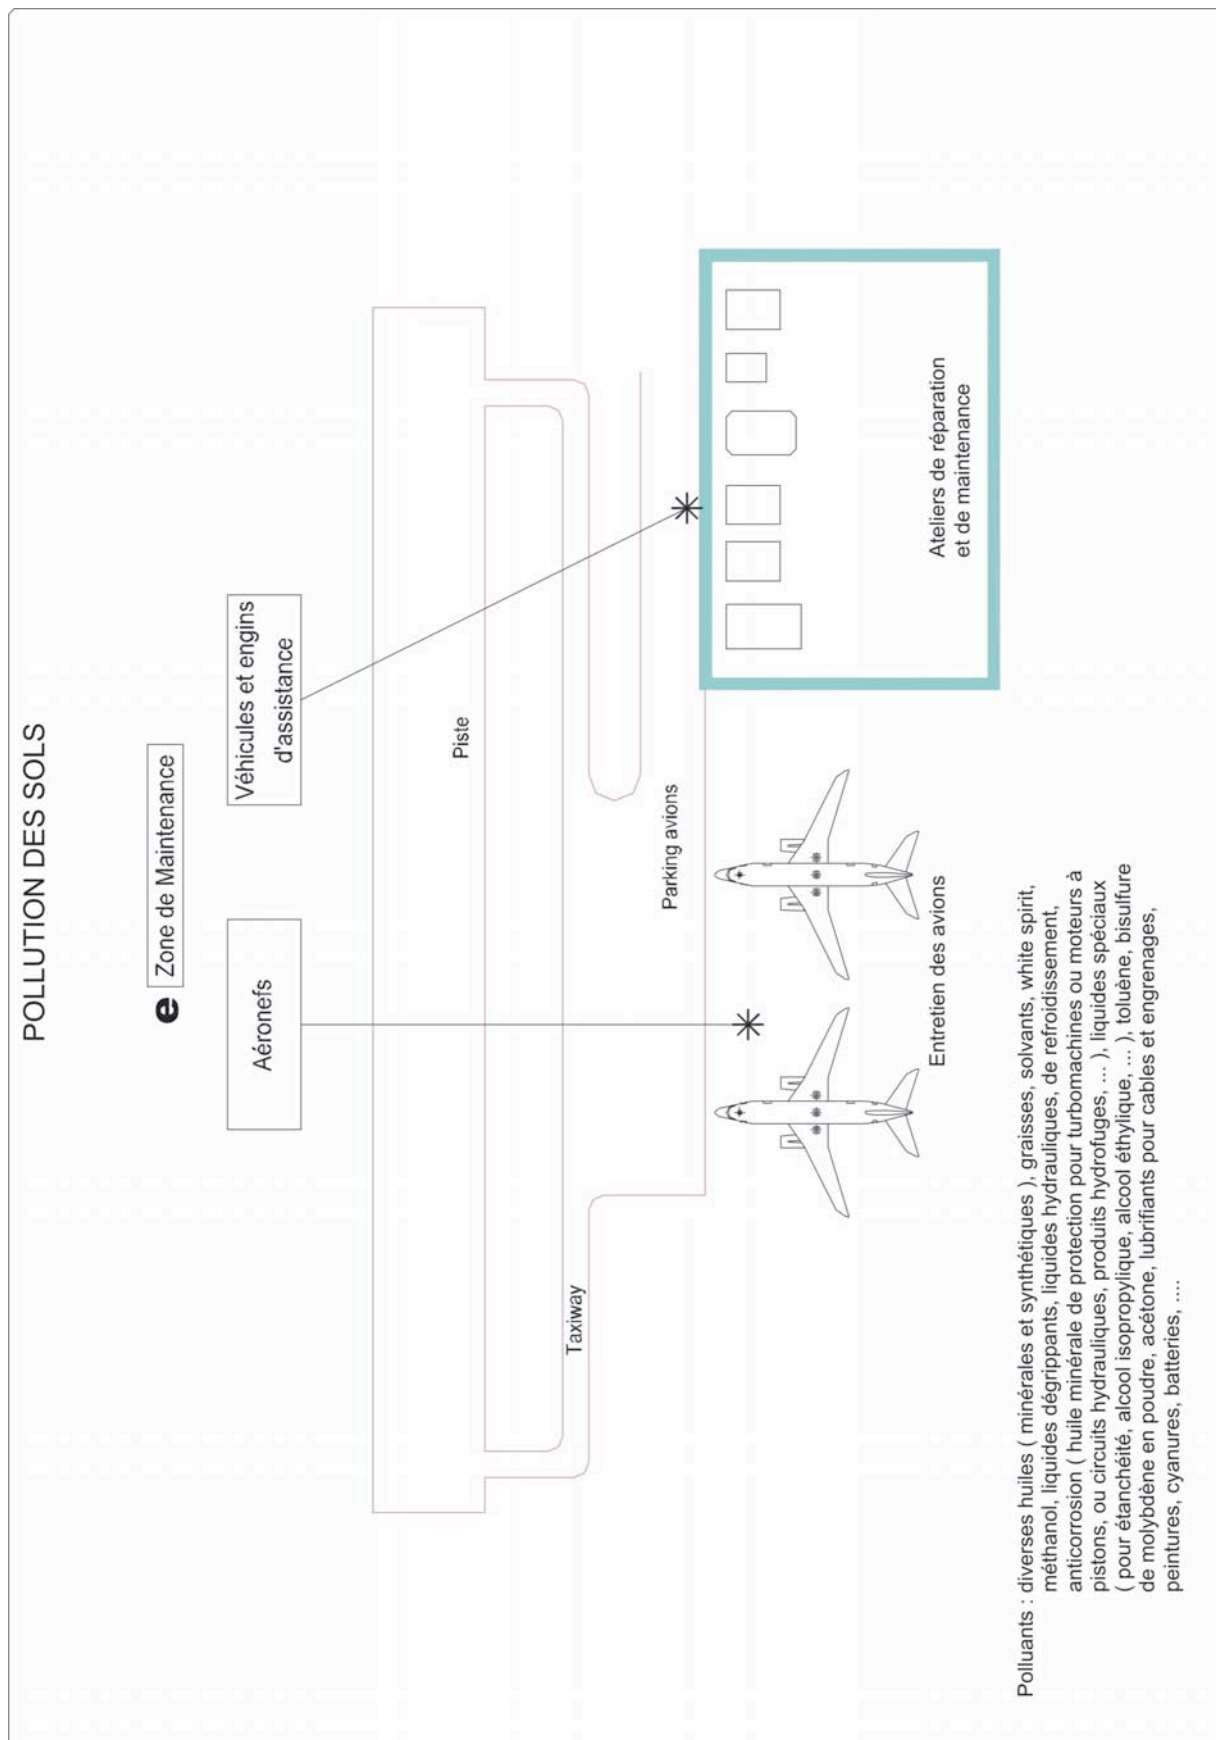 POLLUTION DES SOLS
e Zone de Maintenance
Aéronefs
Véhicules et engins
d'assistance
Piste
Taxiway
Parking avions
Entretien des avions
Ateliers de réparation
et de maintenance
Polluants : diverses huiles ( minérales et synthétiques ), graisses, solvants, white spirit,
méthanol, liquides dégrippants, liquides hydrauliques, de refroidissement,
anticorrosion ( huile minérale de protection pour turbomachines ou moteurs à
pistons, ou circuits hydrauliques, produits hydrofuges, ... ), liquides spéciaux
( pour étanchéité, alcool isopropylique, alcool éthylique, ... ), toluène, bisulfure
de molybdène en poudre, acétone, lubrifiants pour cables et engrenages,
peintures, cyanures, batteries, ....